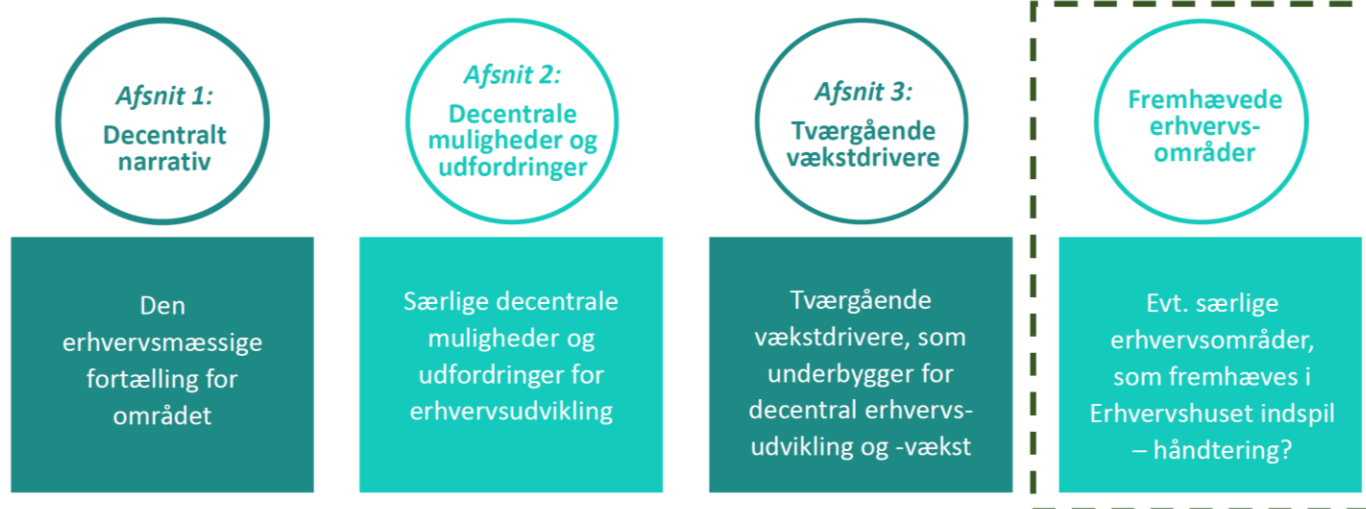 Afsnit 1:
Decentralt
narrativ
Afsnit 2:
Decentrale
muligheder og
udfordringer
Afsnit 3:
Tværgående
vækstdrivere
Fremhævede
erhvervs-
områder
Den
erhvervsmæssige
fortælling for
området
Særlige decentrale
muligheder og
udfordringer for
erhvervsudvikling
Tværgående
vækstdrivere, som
underbygger for
decentral erhvervs-
udvikling og -vækst
Evt. særlige
erhvervsområder,
som fremhæves i
Erhvervshuset indspil
– håndtering?